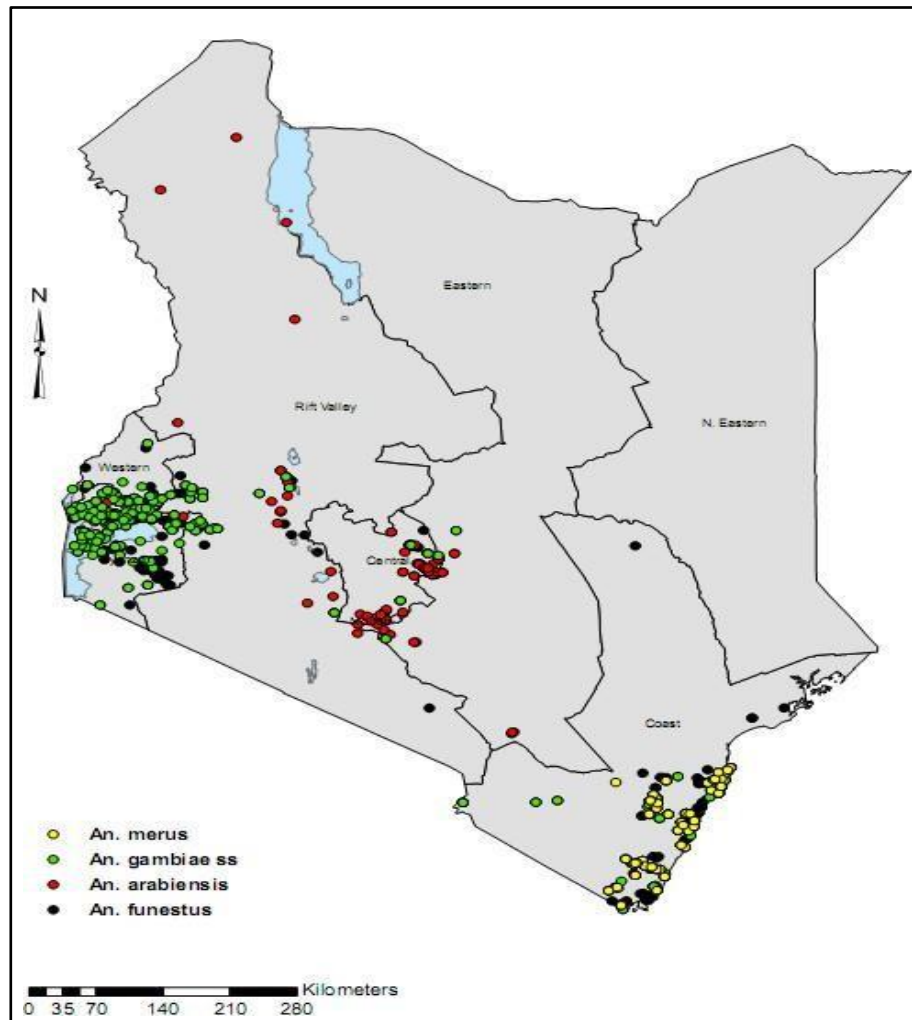 N
Eastern
Rift Valley
N. Eastern
Western
Central
Coast
An. merus
An. gambiae ss
An. arabiensis
An. funestus
Kilometers
0 35 70 140 210 280